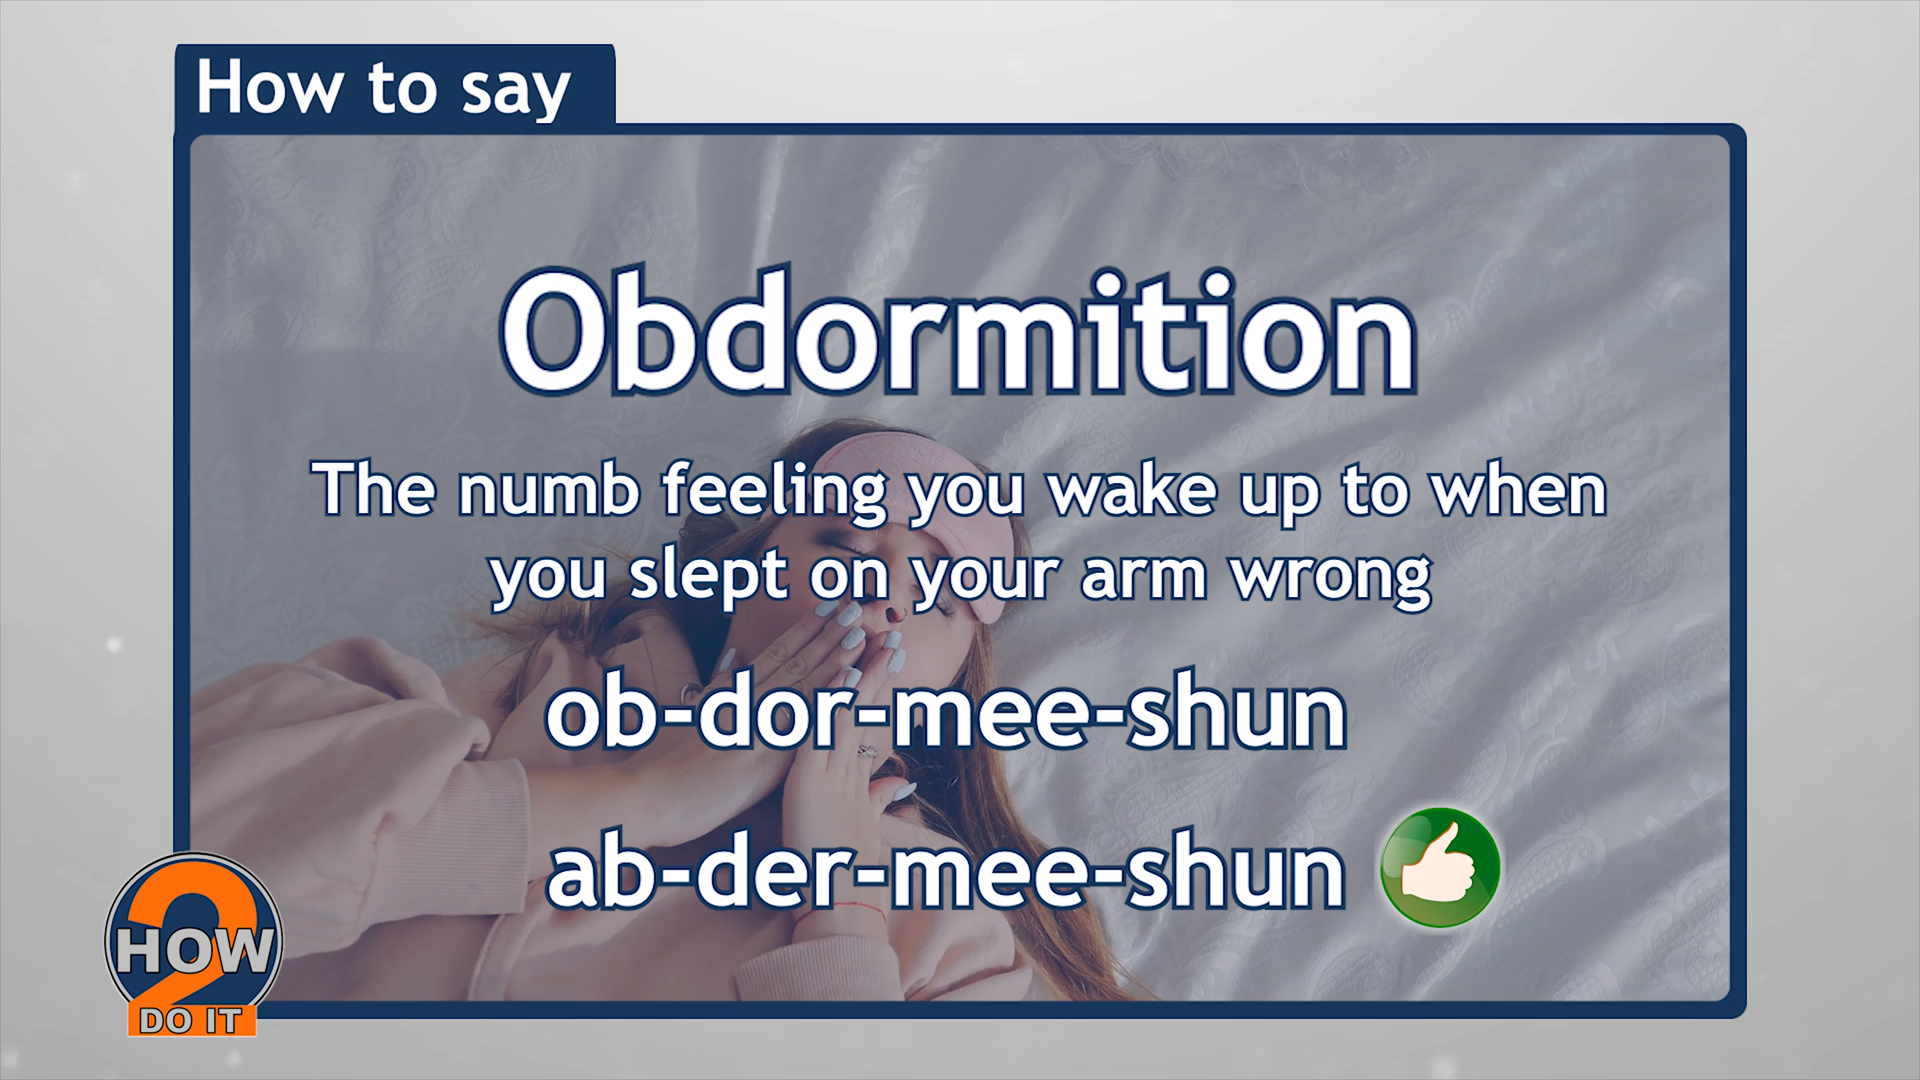 How to say
Obdormition
The numb feeling you wake up to when
you slept on your arm wrong
ob-dor-mee-shun
ab-der-mee-shun
2
HOW
DO IT